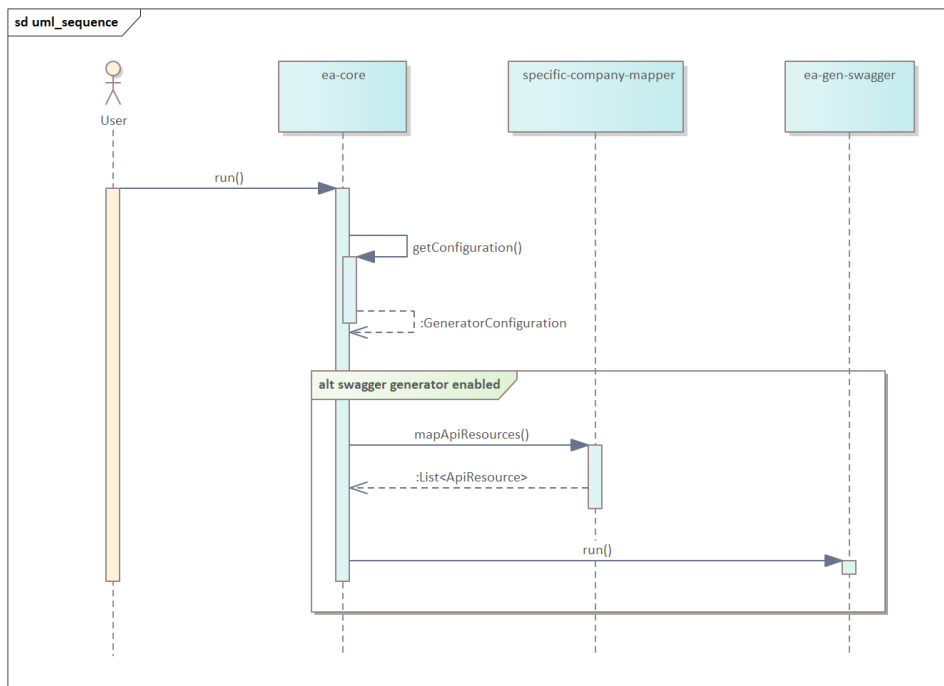 sd uml_sequence
User
ea-core
specific-company-mapper
ea-gen-swagger
run()
getConfiguration()
:GeneratorConfiguration
alt swagger generator enabled
mapApiResources()
:List<ApiResource>
run()